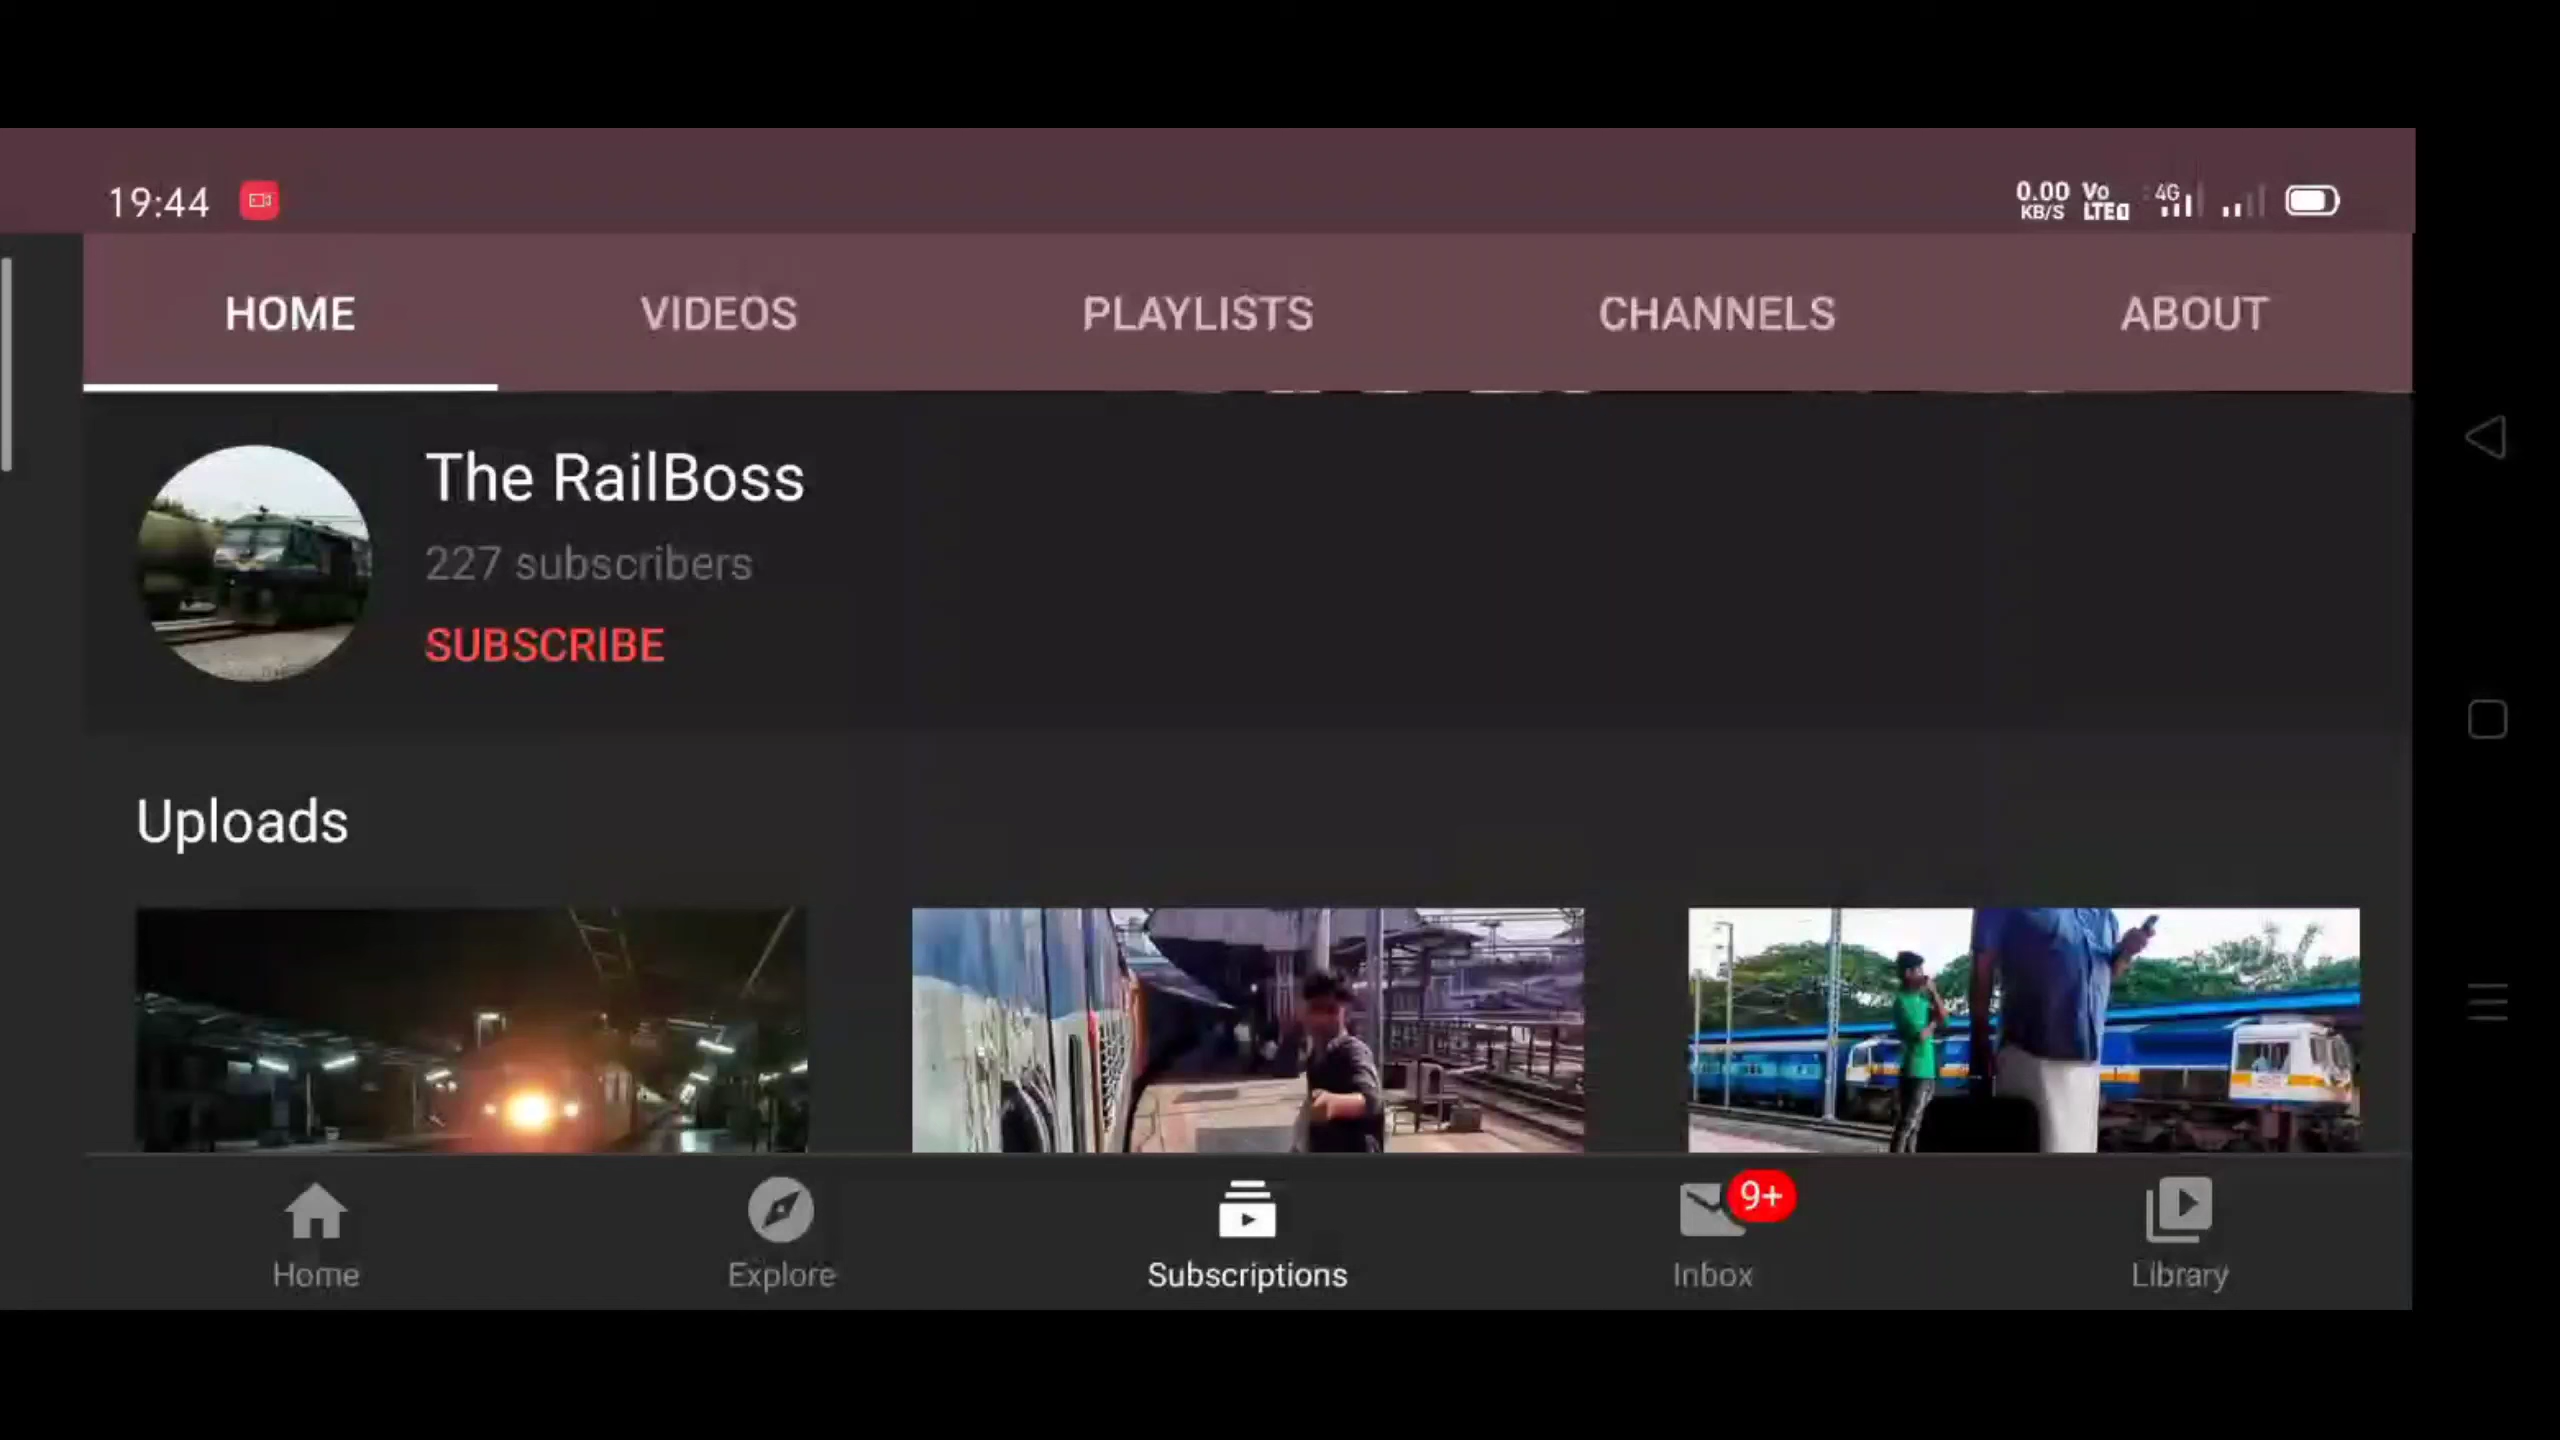 19:44
0.00 KB/S Vo LTE 4G
HOME VIDEOS PLAYLISTS CHANNELS ABOUT
The RailBoss
227 subscribers
SUBSCRIBE
Uploads
9+
Home Explore Subscriptions Inbox Library